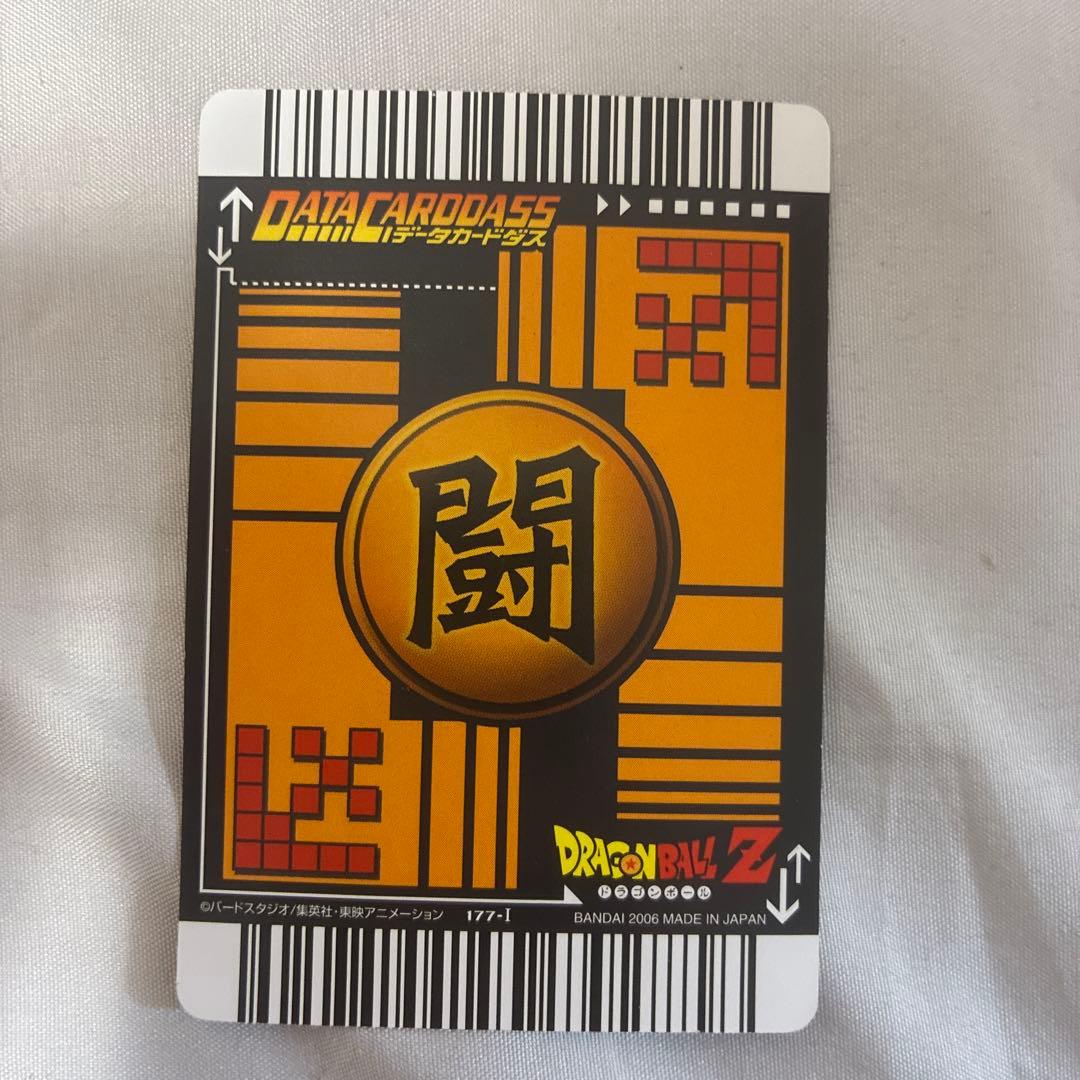 DATA CARDDASS
データカードダス
闘
DRAGON BALL Z
ドラゴンボール
©バードスタジオ/集英社・東映アニメーション 177-I BANDAI 2006 MADE IN JAPAN